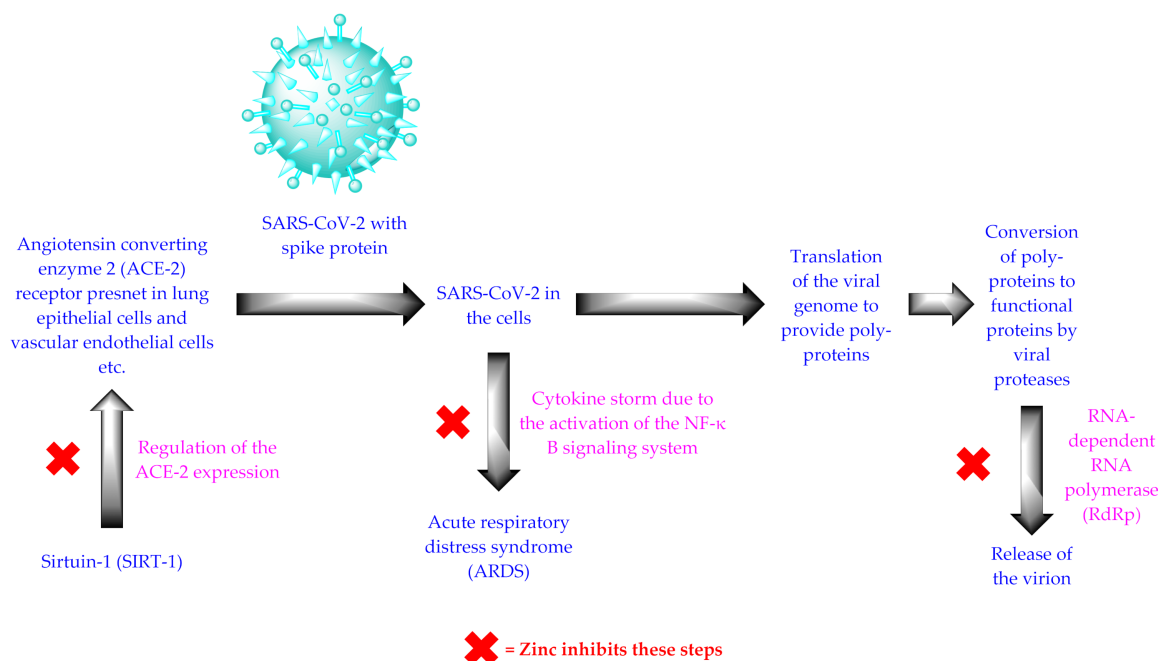 SARS-CoV-2 with
spike protein
Angiotensin converting
enzyme 2 (ACE-2)
receptor presnet in lung
epithelial cells and
vascular endothelial cells
etc.
SARS-CoV-2 in
the cells
Translation
of the viral
genome to
provide poly-
proteins
Conversion
of poly-
proteins to
functional
proteins by
viral
proteases
Regulation of the
ACE-2 expression
Cytokine storm due to
the activation of the NF-κ
B signaling system
RNA-
dependent
RNA
polymerase
(RdRp)
Sirtuin-1 (SIRT-1)
Acute respiratory
distress syndrome
(ARDS)
Release of
the virion
= Zinc inhibits these steps